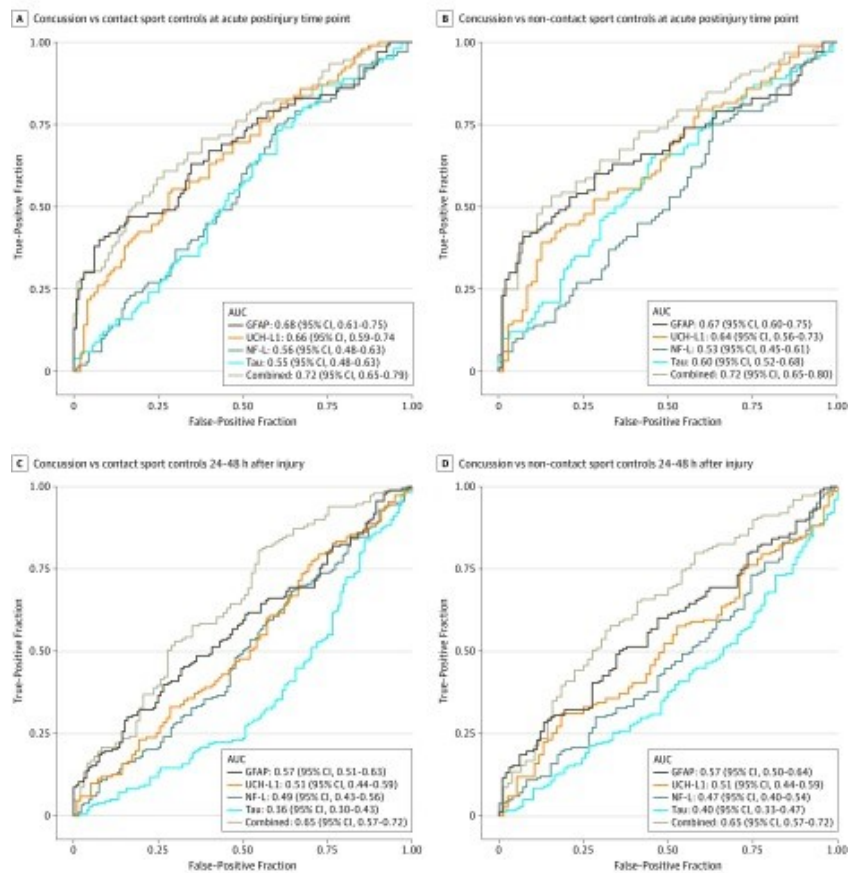 A Concussion vs contact sport controls at acute postinjury time point
1.00
0.75
0.50
0.25
0
True-Positive Fraction
0 0.25 0.50 0.75 1.00
False-Positive Fraction
AUC
GFAP: 0.68 (95% CI, 0.61-0.75)
UCH-L1: 0.66 (95% CI, 0.59-0.74
NF-L: 0.56 (95% CI, 0.48-0.63)
Tau: 0.55 (95% CI, 0.48-0.63)
Combined: 0.72 (95% CI, 0.65-0.79)
B Concussion vs non-contact sport controls at acute postinjury time point
1.00
0.75
0.50
0.25
0
True-Positive Fraction
0 0.25 0.50 0.75 1.00
False-Positive Fraction
AUC
GFAP: 0.67 (95% CI, 0.60-0.75)
UCH-L1: 0.64 (95% CI, 0.56-0.73)
NF-L: 0.53 (95% CI, 0.45-0.61)
Tau: 0.60 (95% CI, 0.52-0.68)
Combined: 0.72 (95% CI, 0.65-0.80)
C Concussion vs contact sport controls 24-48 h after injury
1.00
0.75
0.50
0.25
0
True-Positive Fraction
0 0.25 0.50 0.75 1.00
False-Positive Fraction
AUC
GFAP: 0.57 (95% CI, 0.51-0.63)
UCH-L1: 0.51 (95% CI, 0.44-0.59)
NF-L: 0.49 (95% CI, 0.43-0.56)
Tau: 0.36 (95% CI, 0.30-0.43)
Combined: 0.65 (95% CI, 0.57-0.72)
D Concussion vs non-contact sport controls 24-48 h after injury
1.00
0.75
0.50
0.25
0
True-Positive Fraction
0 0.25 0.50 0.75 1.00
False-Positive Fraction
AUC
GFAP: 0.57 (95% CI, 0.50-0.64)
UCH-L1: 0.51 (95% CI, 0.44-0.59)
NF-L: 0.47 (95% CI, 0.40-0.54)
Tau: 0.40 (95% CI, 0.33-0.47)
Combined: 0.65 (95% CI, 0.57-0.72)